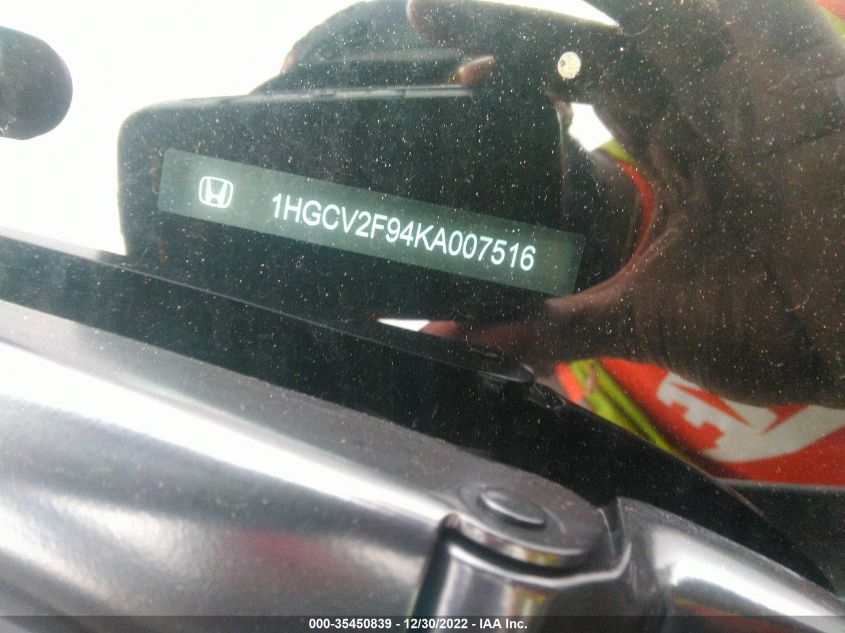 1HGCV2F94KA007516
000-35450839 - 12/30/2022 - IAA Inc.